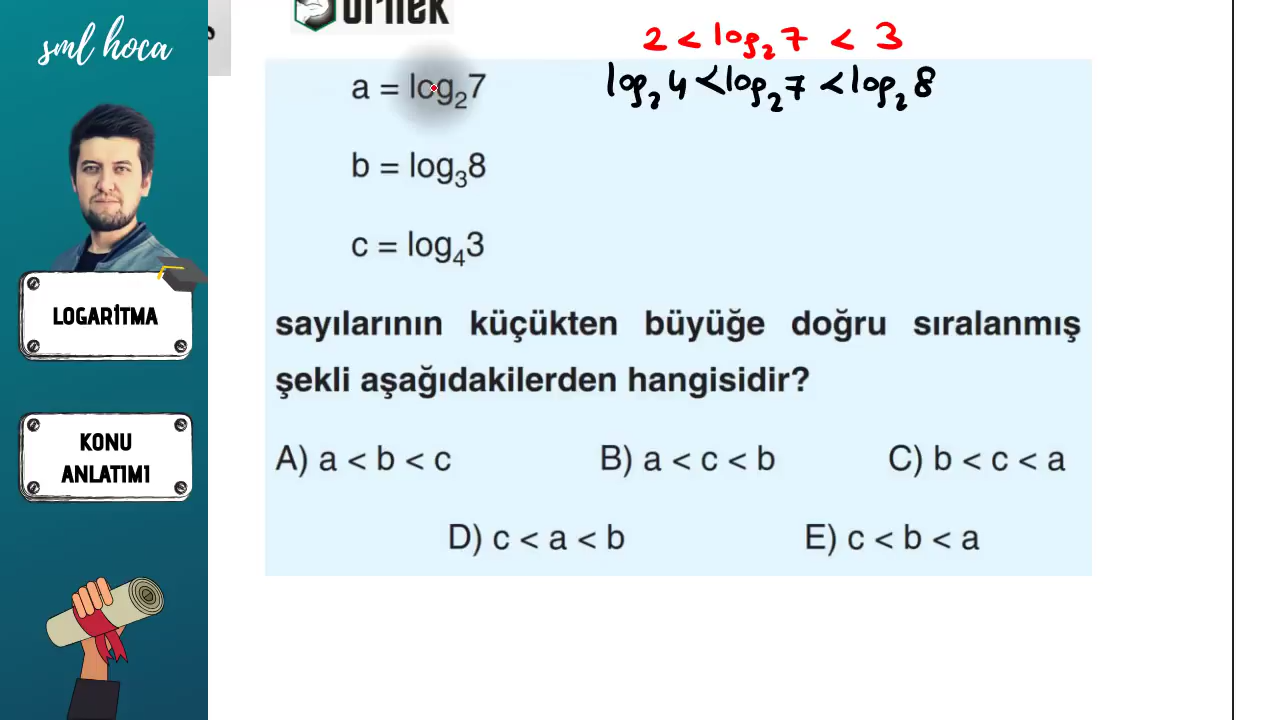 sml hoca
örnek
2 < log₂7 < 3
log₂4 < log₂7 < log₂8
a = log₂7
b = log₃8
c = log₄3
LOGARİTMA
sayılarının küçükten büyüğe doğru sıralanmış
şekli aşağıdakilerden hangisidir?
KONU
ANLATIMI
A) a < b < c B) a < c < b C) b < c < a
D) c < a < b E) c < b < a